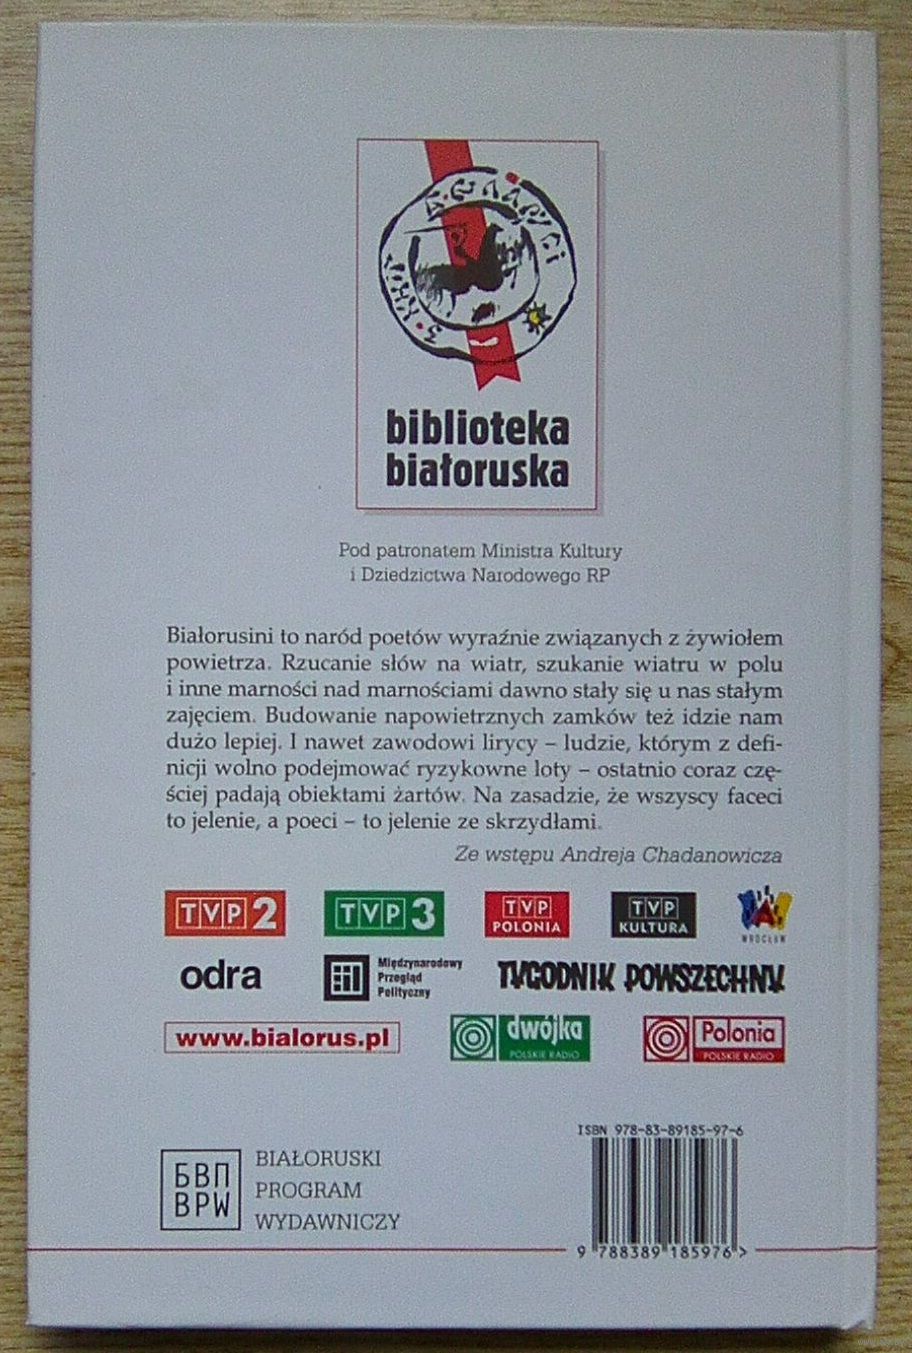 biblioteka
białoruska
Pod patronatem Ministra Kultury
i Dziedzictwa Narodowego RP
Białorusini to naród poetów wyraźnie związanych z żywiołem
powietrza. Rzucanie słów na wiatr, szukanie wiatru w polu
i inne marności nad marnościami dawno stały się u nas stałym
zajęciem. Budowanie napowietrznych zamków też idzie nam
dużo lepiej. I nawet zawodowi lirycy – ludzie, którym z defi-
nicji wolno podejmować ryzykowne loty – ostatnio coraz czę-
ściej padają obiektami żartów. Na zasadzie, że wszyscy faceci
to jelenie, a poeci – to jelenie ze skrzydłami.
Ze wstępu Andreja Chadanowicza
TVP 2 TVP 3 TVP POLONIA TVP KULTURA WROCŁAW
odra Międzynarodowy Przegląd Polityczny TYGODNIK POWSZECHNY
www.bialorus.pl dwójka POLSKIE RADIO Polonia POLSKIE RADIO
ISBN 978-83-89185-97-6
БВП
BPW
BIAŁORUSKI
PROGRAM
WYDAWNICZY
9 788389 185976 >